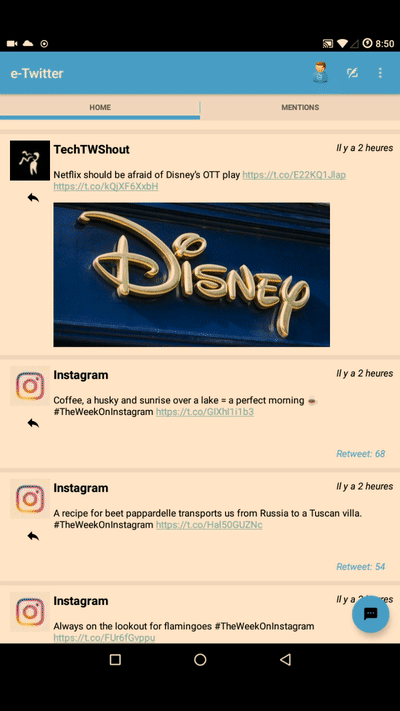 8:50
e-Twitter
HOME
MENTIONS
TechTWShout
Il y a 2 heures
Netflix should be afraid of Disney's OTT play https://t.co/E22KQ1Jlap
https://t.co/kQjXF6XxbH
Disney
Instagram
Il y a 2 heures
Coffee, a husky and sunrise over a lake = a perfect morning ☕
#TheWeekOnInstagram https://t.co/GlXhI1i1b3
Retweet: 68
Instagram
Il y a 2 heures
A recipe for beet pappardelle transports us from Russia to a Tuscan villa.
#TheWeekOnInstagram https://t.co/Hal50GUZNc
Retweet: 54
Instagram
Il y a 2 heures
Always on the lookout for flamingoes #TheWeekOnInstagram
https://t.co/FUr6fGvppu